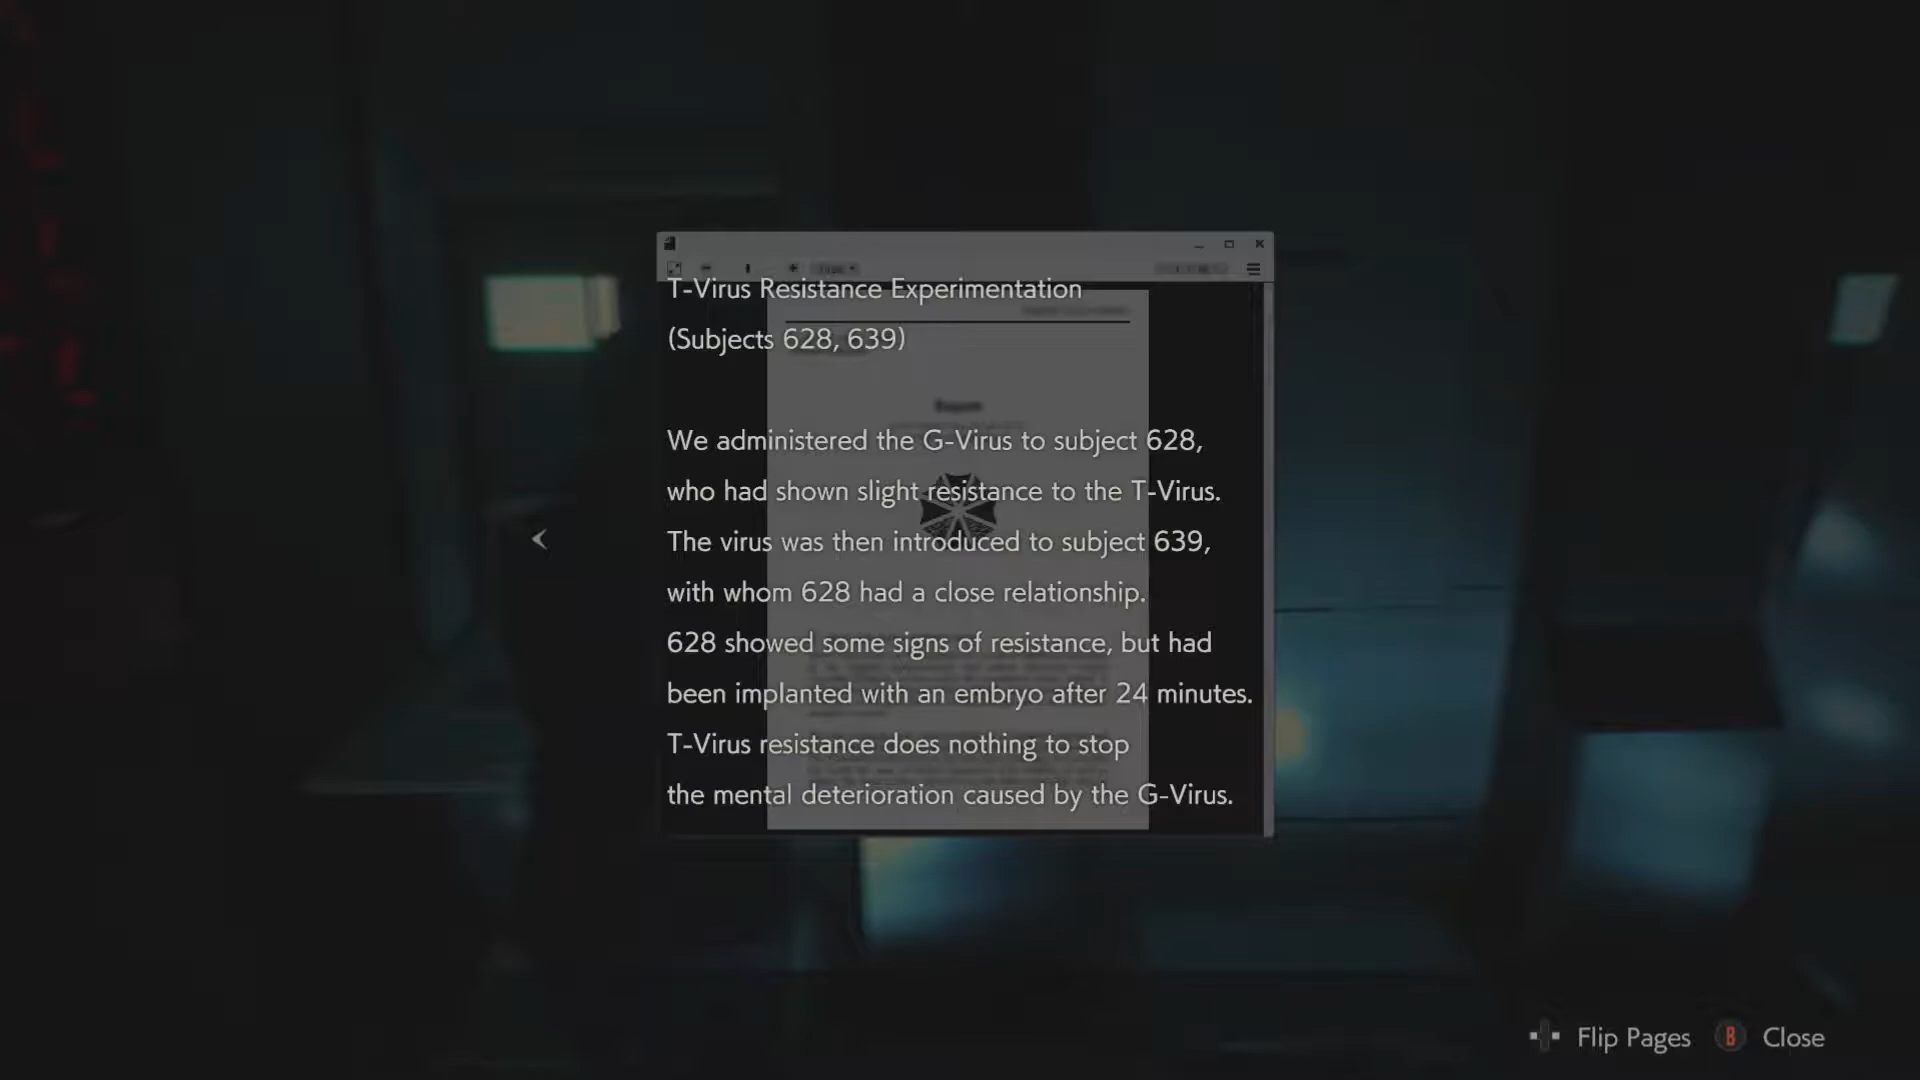 T-Virus Resistance Experimentation
(Subjects 628, 639)
We administered the G-Virus to subject 628,
who had shown slight resistance to the T-Virus.
The virus was then introduced to subject 639,
with whom 628 had a close relationship.
628 showed some signs of resistance, but had
been implanted with an embryo after 24 minutes.
T-Virus resistance does nothing to stop
the mental deterioration caused by the G-Virus.
Flip Pages B Close